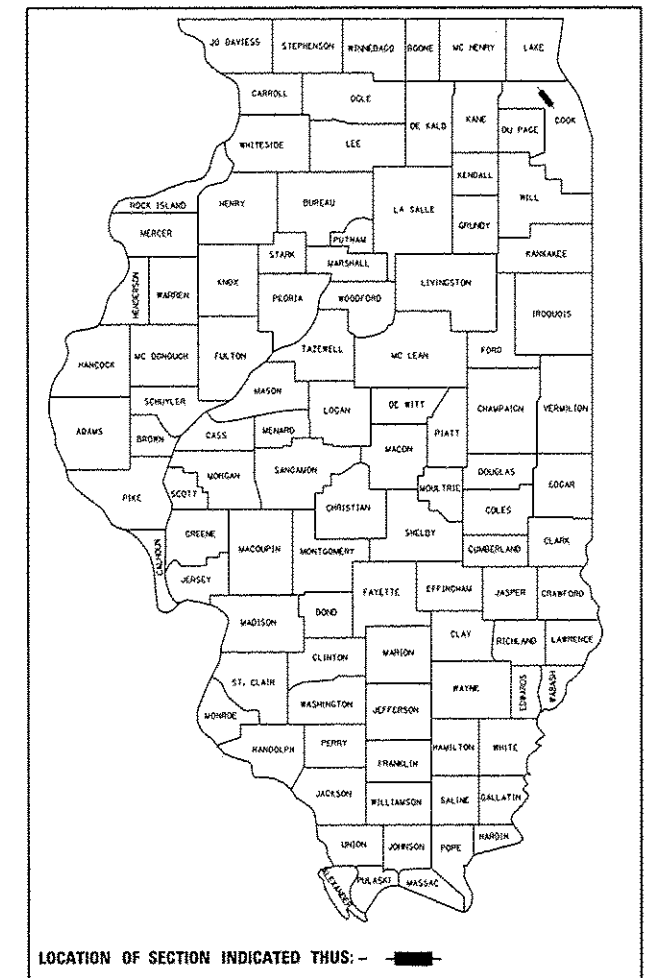 JO DAVIESS STEPHENSON WINNEBAGO BOONE MC HENRY LAKE
CARROLL OGLE DE KALB KANE DU PAGE COOK
WHITESIDE LEE
KENDALL
ROCK ISLAND HENRY BUREAU LA SALLE GRUNDY WILL
MERCER STARK PUTNAM MARSHALL KANKAKEE
HENDERSON WARREN KNOX PEORIA WOODFORD LIVINGSTON IROQUOIS
HANCOCK MC DONOUGH FULTON TAZEWELL MC LEAN FORD
MASON
SCHUYLER LOGAN DE WITT CHAMPAIGN VERMILION
ADAMS BROWN CASS MENARD MACON PIATT
PIKE SCOTT MORGAN SANGAMON CHRISTIAN MOULTRIE DOUGLAS EDGAR
COLES
CALHOUN GREENE MACOUPIN MONTGOMERY SHELBY CUMBERLAND CLARK
JERSEY FAYETTE EFFINGHAM JASPER CRAWFORD
MADISON BOND CLAY RICHLAND LAWRENCE
CLINTON MARION
ST. CLAIR WAYNE EDWARDS WABASH
MONROE WASHINGTON JEFFERSON
RANDOLPH PERRY HAMILTON WHITE
FRANKLIN
JACKSON WILLIAMSON SALINE GALLATIN
UNION JOHNSON POPE HARDIN
ALEXANDER PULASKI MASSAC
LOCATION OF SECTION INDICATED THUS: -